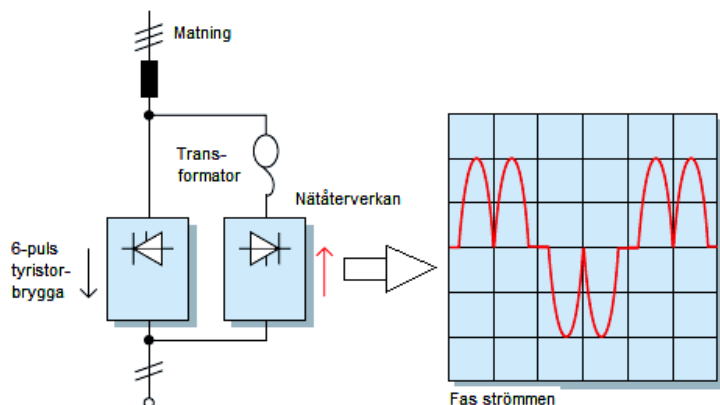 Matning
Trans-
formator
Nätåterverkan
6-puls
tyristor-
brygga
Fas strömmen